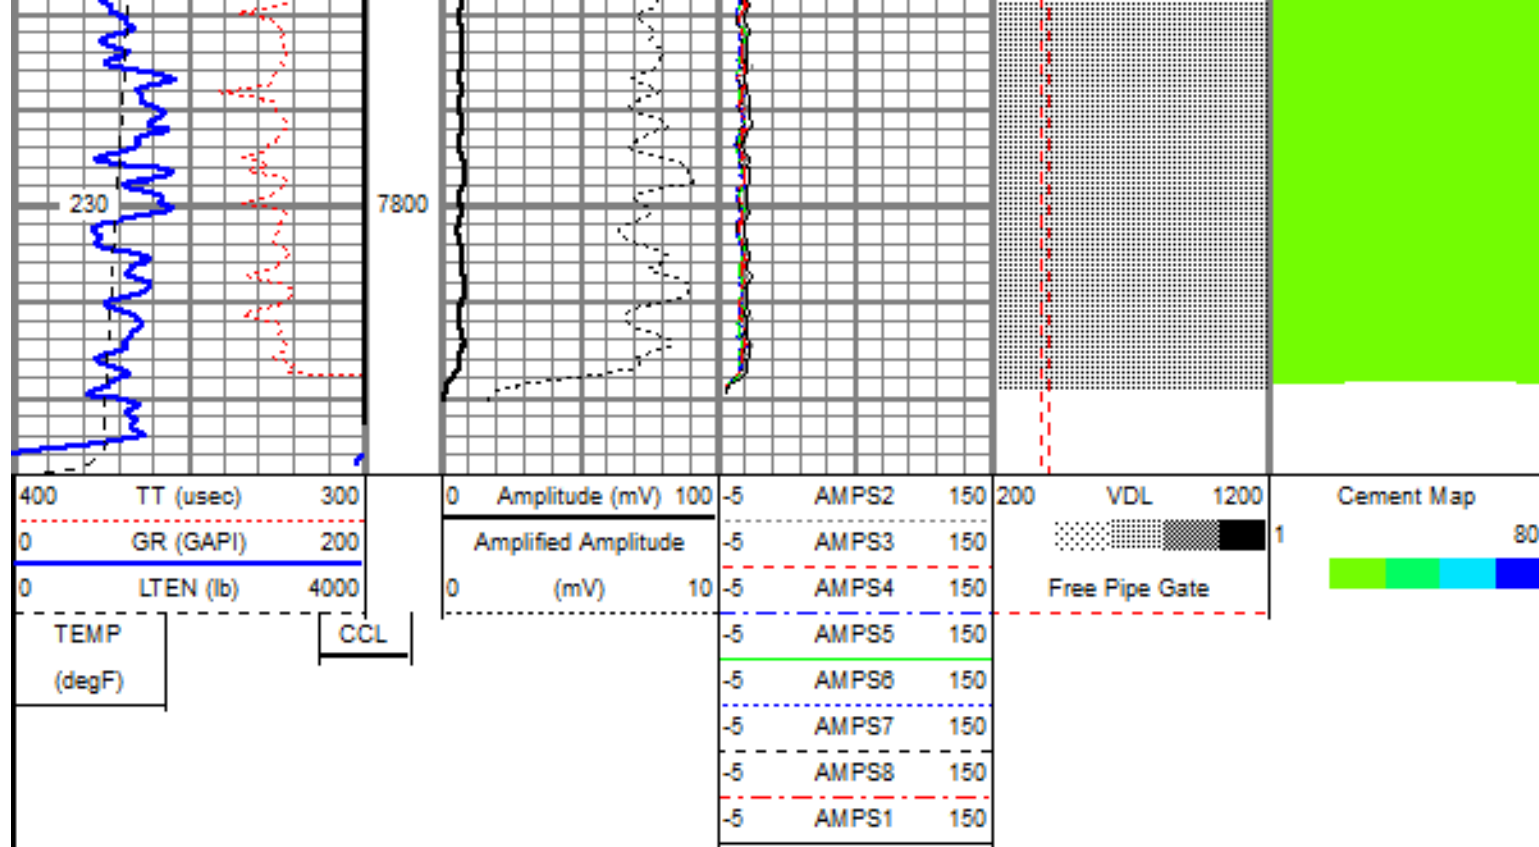 230
7800
400 TT (usec) 300
0 GR (GAPI) 200
0 LTEN (lb) 4000
TEMP
(degF)
CCL
0 Amplitude (mV) 100
Amplified Amplitude
0 (mV) 10
-5 AMPS2 150
-5 AMPS3 150
-5 AMPS4 150
-5 AMPS5 150
-5 AMPS6 150
-5 AMPS7 150
-5 AMPS8 150
-5 AMPS1 150
200 VDL 1200
Free Pipe Gate
Cement Map
1 80